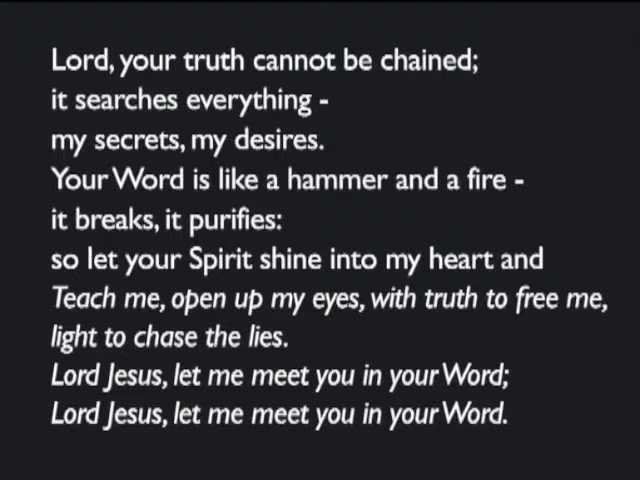 Lord, your truth cannot be chained;
it searches everything -
my secrets, my desires.
Your Word is like a hammer and a fire -
it breaks, it purifies:
so let your Spirit shine into my heart and
Teach me, open up my eyes, with truth to free me,
light to chase the lies.
Lord Jesus, let me meet you in your Word;
Lord Jesus, let me meet you in your Word.